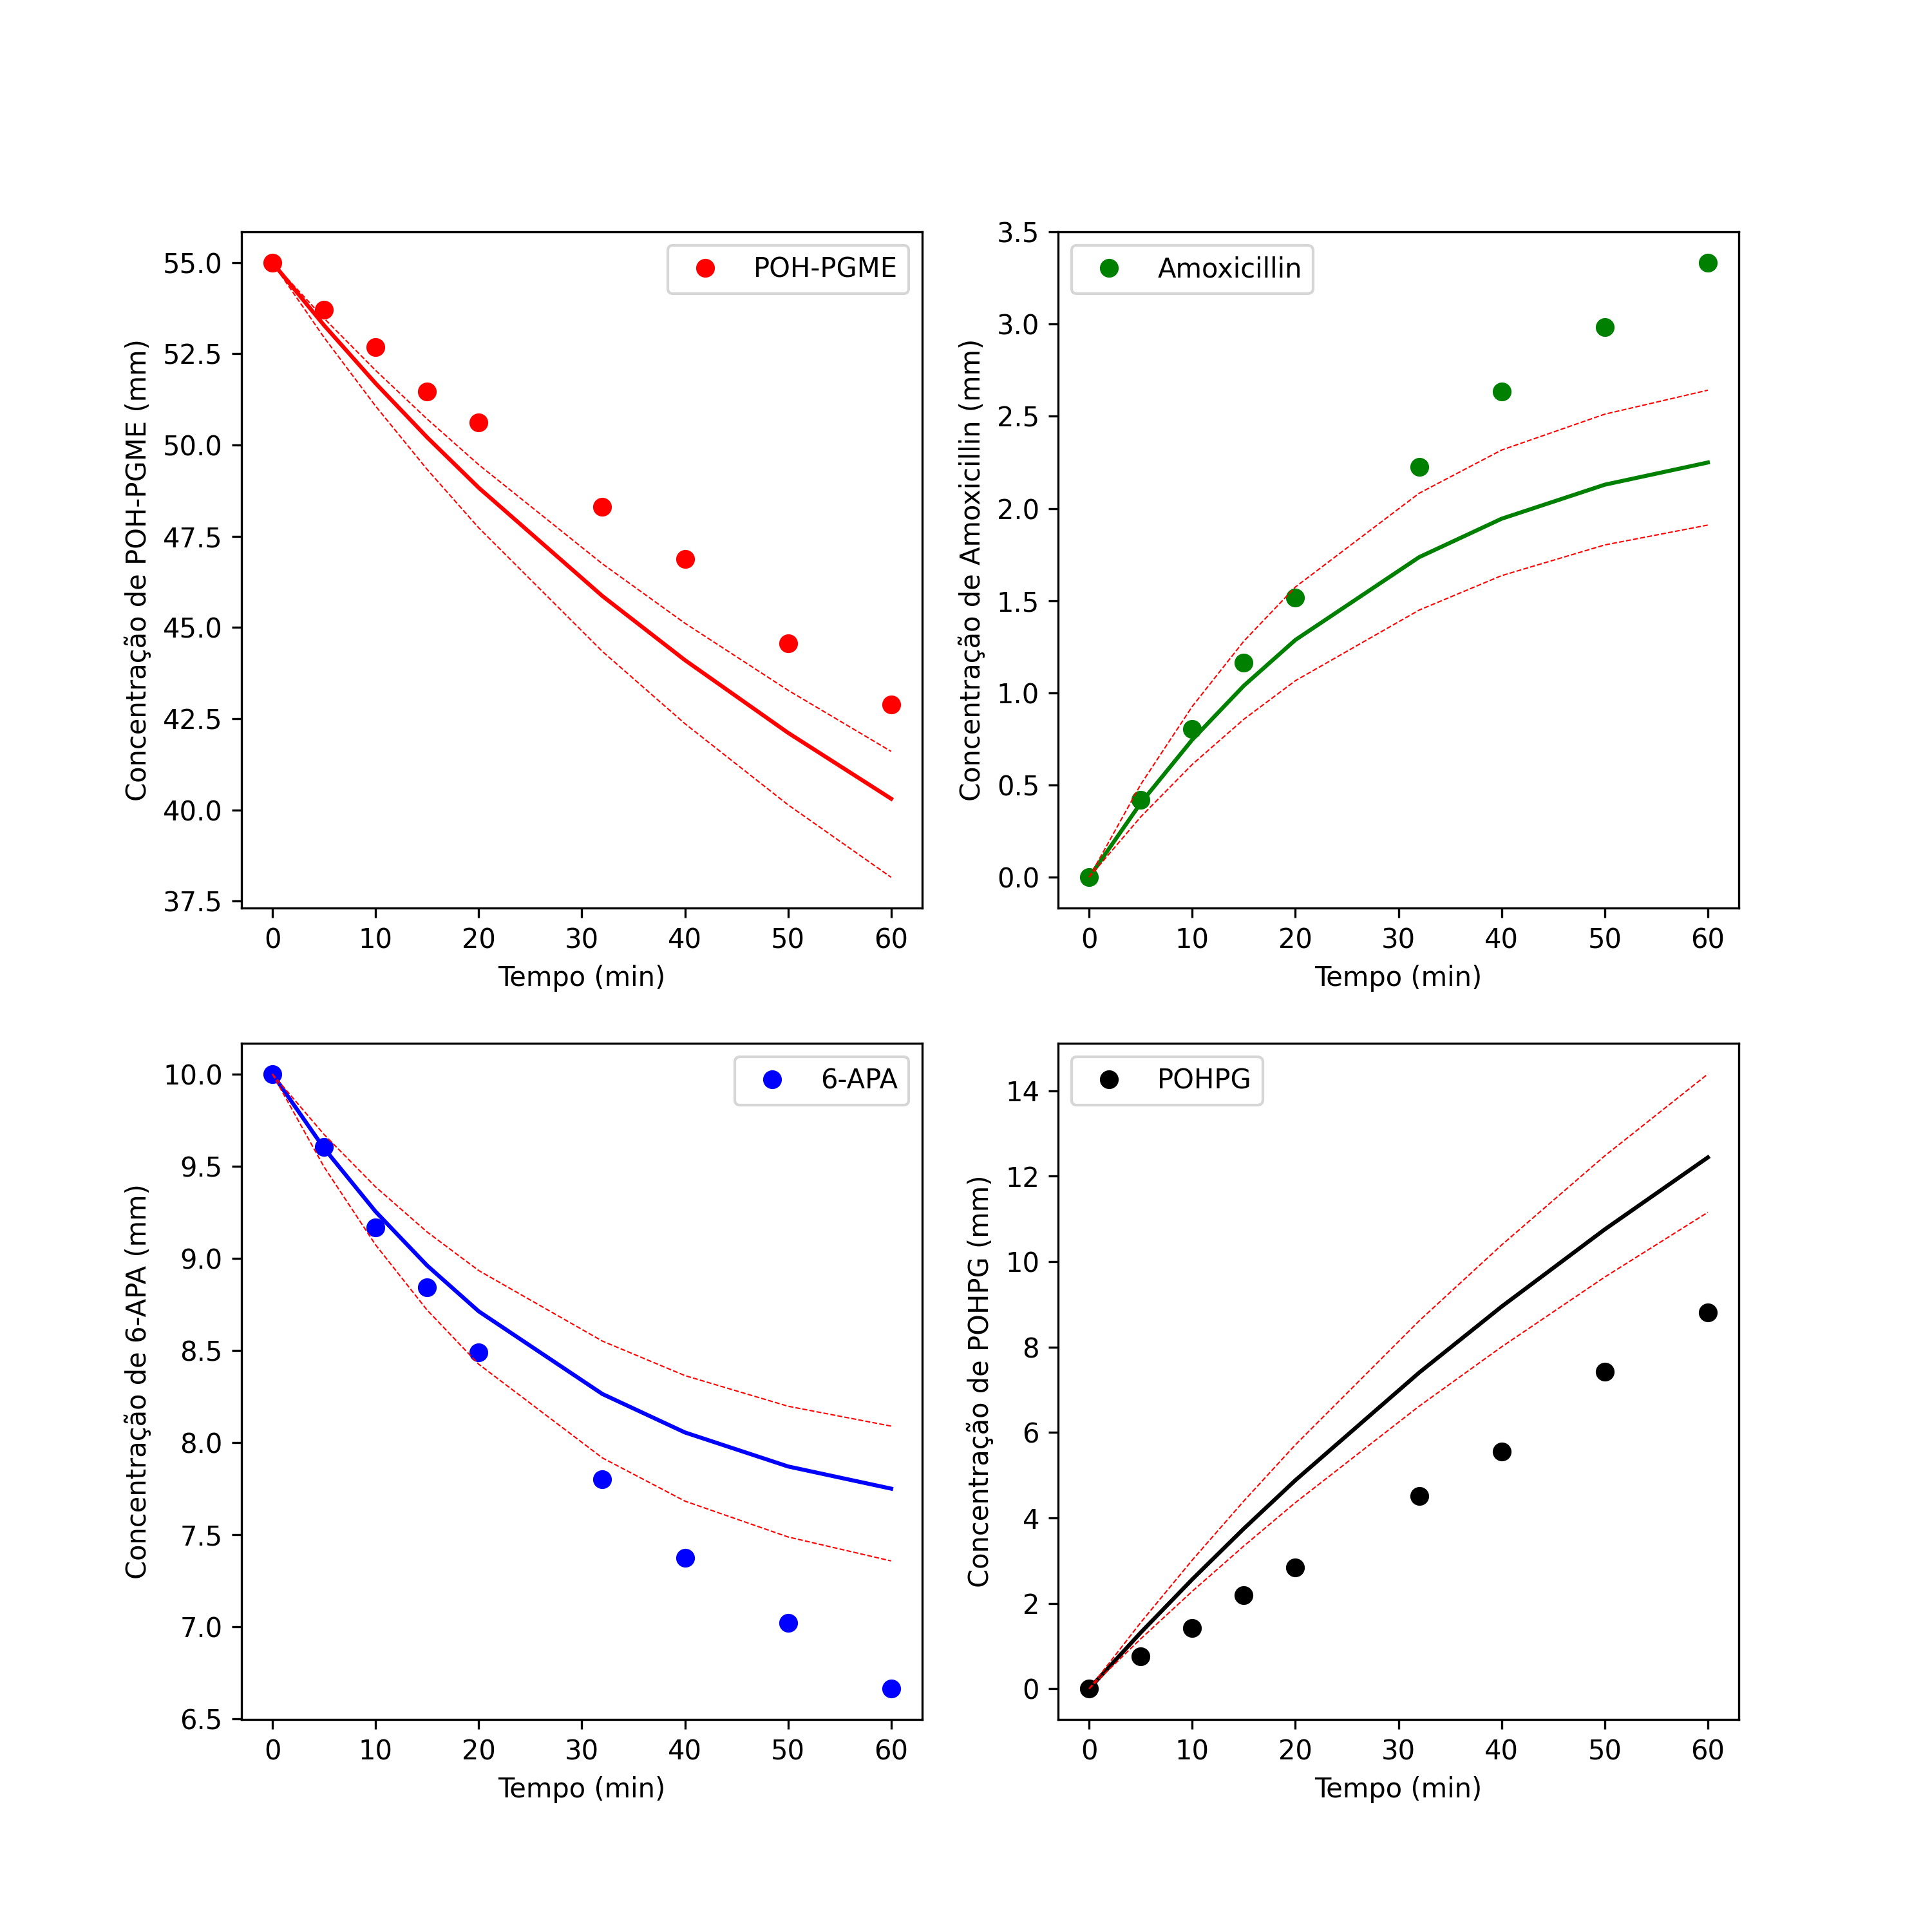 POH-PGME
55.0
52.5
50.0
47.5
45.0
42.5
40.0
37.5
Concentração de POH-PGME (mm)
0 10 20 30 40 50 60
Tempo (min)
Amoxicillin
3.5
3.0
2.5
2.0
1.5
1.0
0.5
0.0
Concentração de Amoxicillin (mm)
0 10 20 30 40 50 60
Tempo (min)
6-APA
10.0
9.5
9.0
8.5
8.0
7.5
7.0
6.5
Concentração de 6-APA (mm)
0 10 20 30 40 50 60
Tempo (min)
POHPG
14
12
10
8
6
4
2
0
Concentração de POHPG (mm)
0 10 20 30 40 50 60
Tempo (min)